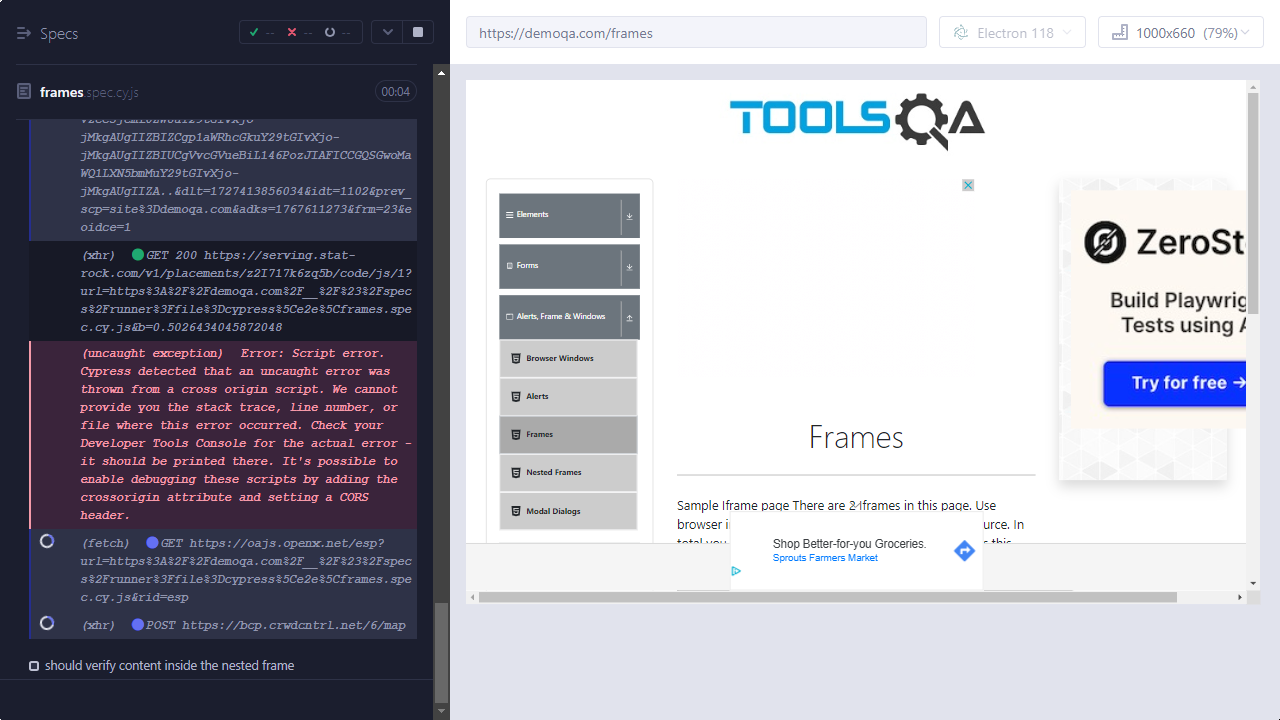 Specs
--
--
--
https://demoqa.com/frames
Electron 118
1000x660 (79%)
frames.spec.cy.js
00:04
jMkgAUgIIZBIZCgp1aWRhcGkuY29tGIvXjo-
jMkgAUgIIZBIUCgVvcGVueBiL146PozJIAFICCGQSGwoMa
WQ1LXN5bmMuY29tGIvXjo-
jMkgAUgIIZA..&dlt=1727413856034&idt=1102&prev_
scp=site%3Ddemoqa.com&adks=1767611273&frm=23&e
oidce=1
(xhr) GET 200 https://serving.stat-
rock.com/v1/placements/z2I717k6zq5b/code/js/1?
url=https%3A%2F%2Fdemoqa.com%2F__%2F%23%2Fspec
s%2Frunner%3Ffile%3Dcypress%5Ce2e%5Cframes.spe
c.cy.js&b=0.5026434045872048
(uncaught exception) Error: Script error.
Cypress detected that an uncaught error was
thrown from a cross origin script. We cannot
provide you the stack trace, line number, or
file where this error occurred. Check your
Developer Tools Console for the actual error -
it should be printed there. It's possible to
enable debugging these scripts by adding the
crossorigin attribute and setting a CORS
header.
(fetch) GET https://oajs.openx.net/esp?
url=https%3A%2F%2Fdemoqa.com%2F__%2F%23%2Fspec
s%2Frunner%3Ffile%3Dcypress%5Ce2e%5Cframes.spe
c.cy.js&rid=esp
(xhr) POST https://bcp.crwdcntrl.net/6/map
should verify content inside the nested frame
TOOLSQA
Elements
Forms
Alerts, Frame & Windows
Browser Windows
Alerts
Frames
Nested Frames
Modal Dialogs
Frames
Sample Iframe page There are 2 Iframes in this page. Use
browser in
urce. In
total you
this
ZeroSt
Build Playwrig
Tests using A
Try for free →
Shop Better-for-you Groceries.
Sprouts Farmers Market